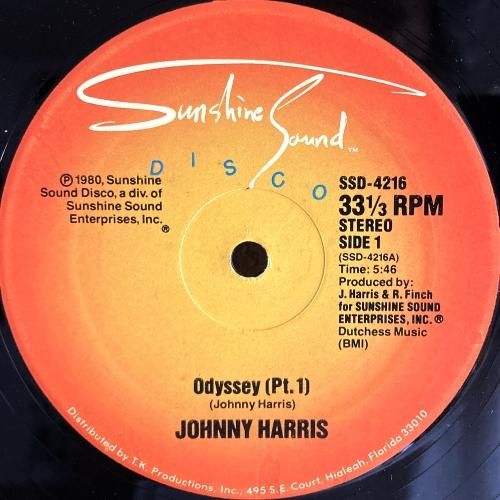 Sunshine Sound ™
DISCO
℗ 1980, Sunshine
Sound Disco, a div. of
Sunshine Sound
Enterprises, Inc.
®
SSD-4216
33⅓ RPM
STEREO
SIDE 1
(SSD-4216A)
Time: 5:46
Produced by:
J. Harris & R. Finch
for SUNSHINE SOUND
ENTERPRISES, INC. ®
Dutchess Music
(BMI)
Odyssey (Pt. 1)
(Johnny Harris)
JOHNNY HARRIS
Distributed by T.K. Productions, Inc., 495 S.E. Court, Hialeah, Florida 33010